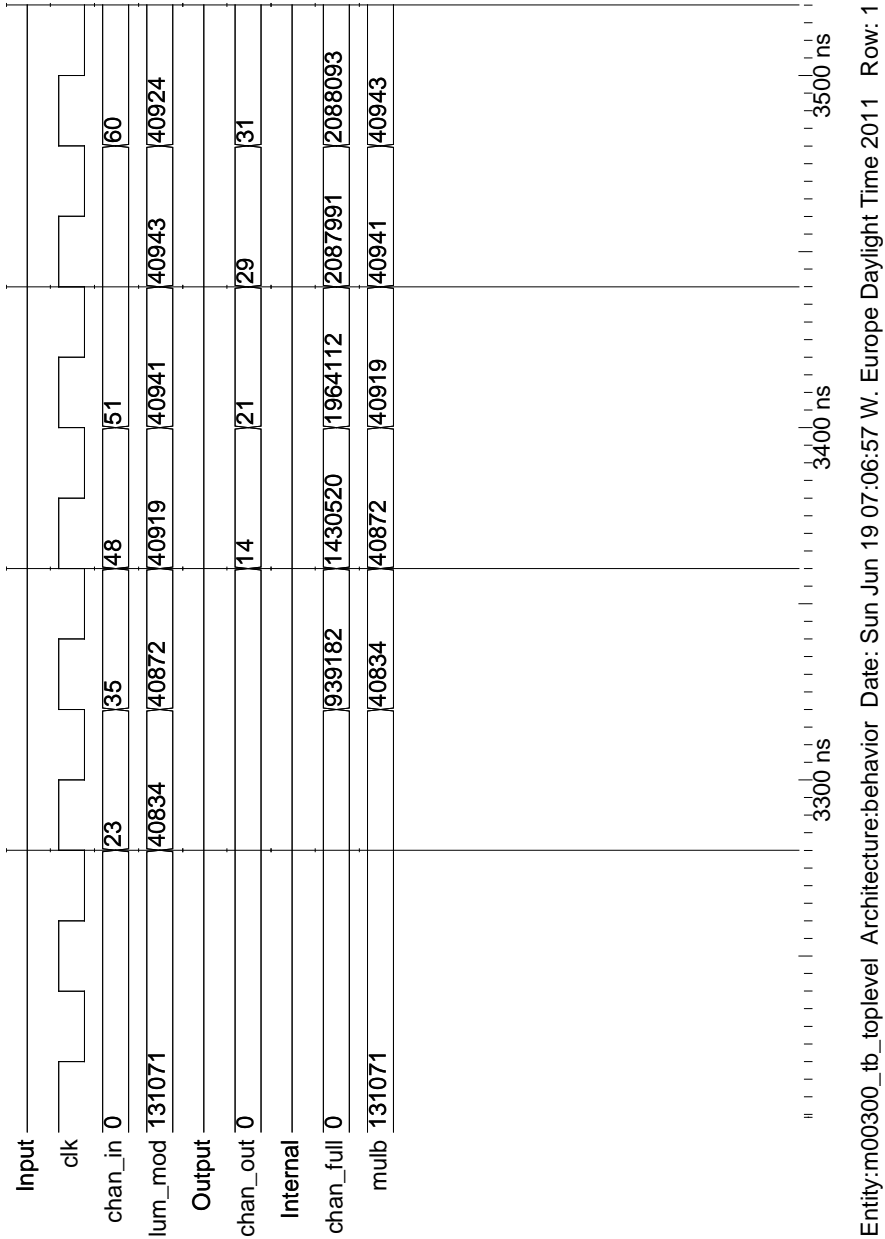 Input
clk
chan_in 0 23 35 48 51 60
lum_mod 131071 40834 40872 40919 40941 40943 40924
Output
chan_out 0 14 21 29 31
Internal
chan_full 0 939182 1430520 1964112 2087991 2088093
mulb 131071 40834 40872 40919 40941 40943
3300 ns 3400 ns 3500 ns
Entity:m00300_tb_toplevel Architecture:behavior Date: Sun Jun 19 07:06:57 W. Europe Daylight Time 2011 Row: 1